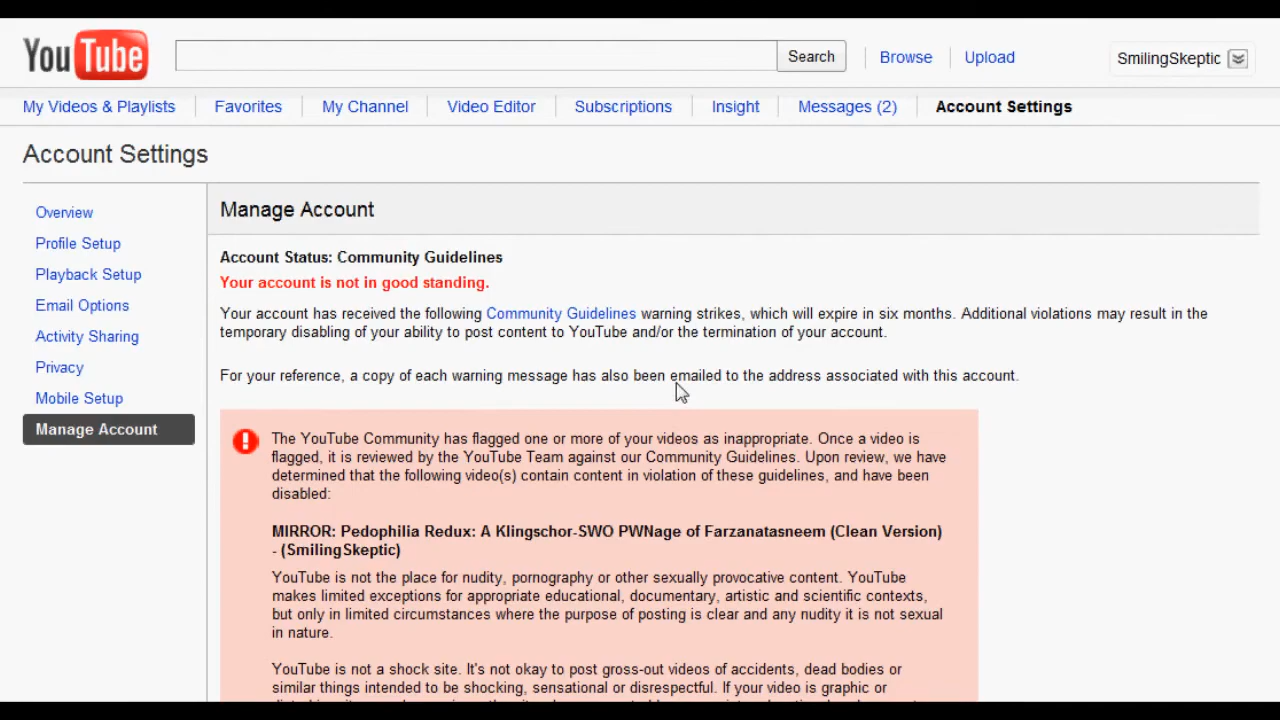 YouTube
Search
Browse
Upload
SmilingSkeptic
My Videos & Playlists
Favorites
My Channel
Video Editor
Subscriptions
Insight
Messages (2)
Account Settings
Account Settings
Overview
Profile Setup
Playback Setup
Email Options
Activity Sharing
Privacy
Mobile Setup
Manage Account
Manage Account
Account Status: Community Guidelines
Your account is not in good standing.
Your account has received the following Community Guidelines warning strikes, which will expire in six months. Additional violations may result in the
temporary disabling of your ability to post content to YouTube and/or the termination of your account.
For your reference, a copy of each warning message has also been emailed to the address associated with this account.
The YouTube Community has flagged one or more of your videos as inappropriate. Once a video is
flagged, it is reviewed by the YouTube Team against our Community Guidelines. Upon review, we have
determined that the following video(s) contain content in violation of these guidelines, and have been
disabled:
MIRROR: Pedophilia Redux: A Klingschor-SWO PWNage of Farzanatasneem (Clean Version)
- (SmilingSkeptic)
YouTube is not the place for nudity, pornography or other sexually provocative content. YouTube
makes limited exceptions for appropriate educational, documentary, artistic and scientific contexts,
but only in limited circumstances where the purpose of posting is clear and any nudity it is not sexual
in nature.
YouTube is not a shock site. It's not okay to post gross-out videos of accidents, dead bodies or
similar things intended to be shocking, sensational or disrespectful. If your video is graphic or